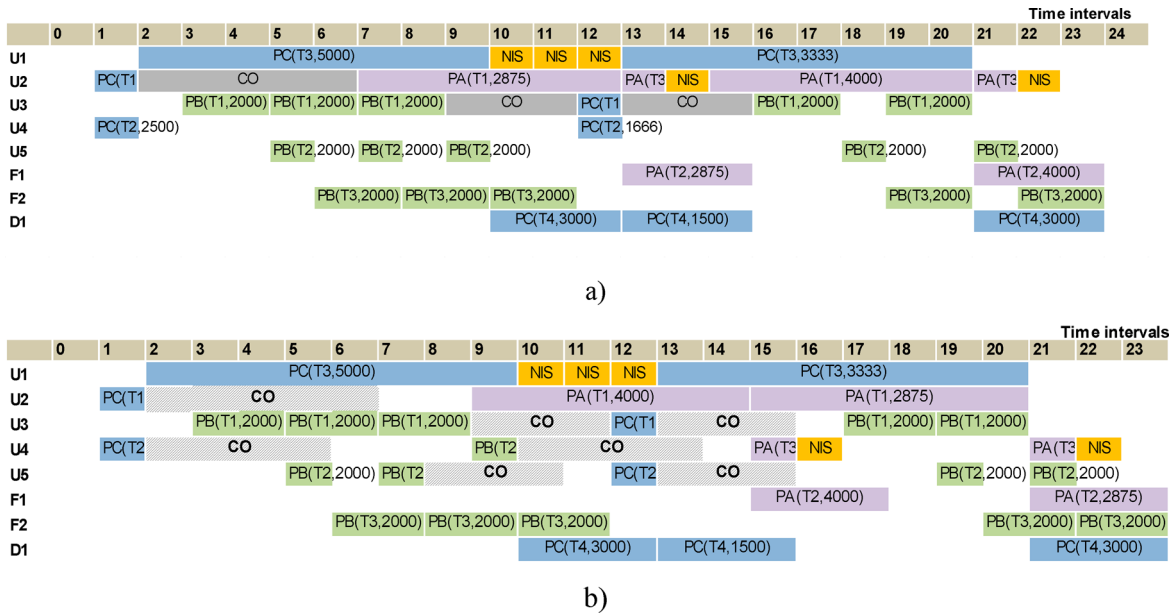 Time intervals
0 1 2 3 4 5 6 7 8 9 10 11 12 13 14 15 16 17 18 19 20 21 22 23 24
U1 PC(T3,5000) NIS NIS NIS PC(T3,3333)
U2 PC(T1 CO PA(T1,2875) PA(T3 NIS PA(T1,4000) PA(T3 NIS
U3 PB(T1,2000) PB(T1,2000) PB(T1,2000) CO PC(T1 CO PB(T1,2000) PB(T1,2000)
U4 PC(T2,2500) PC(T2,1666)
U5 PB(T2,2000) PB(T2,2000) PB(T2,2000) PB(T2,2000) PB(T2,2000)
F1 PA(T2,2875) PA(T2,4000)
F2 PB(T3,2000) PB(T3,2000) PB(T3,2000) PB(T3,2000) PB(T3,2000)
D1 PC(T4,3000) PC(T4,1500) PC(T4,3000)
a)
Time intervals
0 1 2 3 4 5 6 7 8 9 10 11 12 13 14 15 16 17 18 19 20 21 22 23
U1 PC(T3,5000) NIS NIS NIS PC(T3,3333)
U2 PC(T1 CO PA(T1,4000) PA(T1,2875)
U3 PB(T1,2000) PB(T1,2000) PB(T1,2000) CO PC(T1 CO PB(T1,2000) PB(T1,2000)
U4 PC(T2 CO PB(T2 CO PA(T3 NIS PA(T3 NIS
U5 PB(T2,2000) PB(T2 CO PC(T2 CO PB(T2,2000) PB(T2,2000)
F1 PA(T2,4000) PA(T2,2875)
F2 PB(T3,2000) PB(T3,2000) PB(T3,2000) PB(T3,2000) PB(T3,2000)
D1 PC(T4,3000) PC(T4,1500) PC(T4,3000)
b)